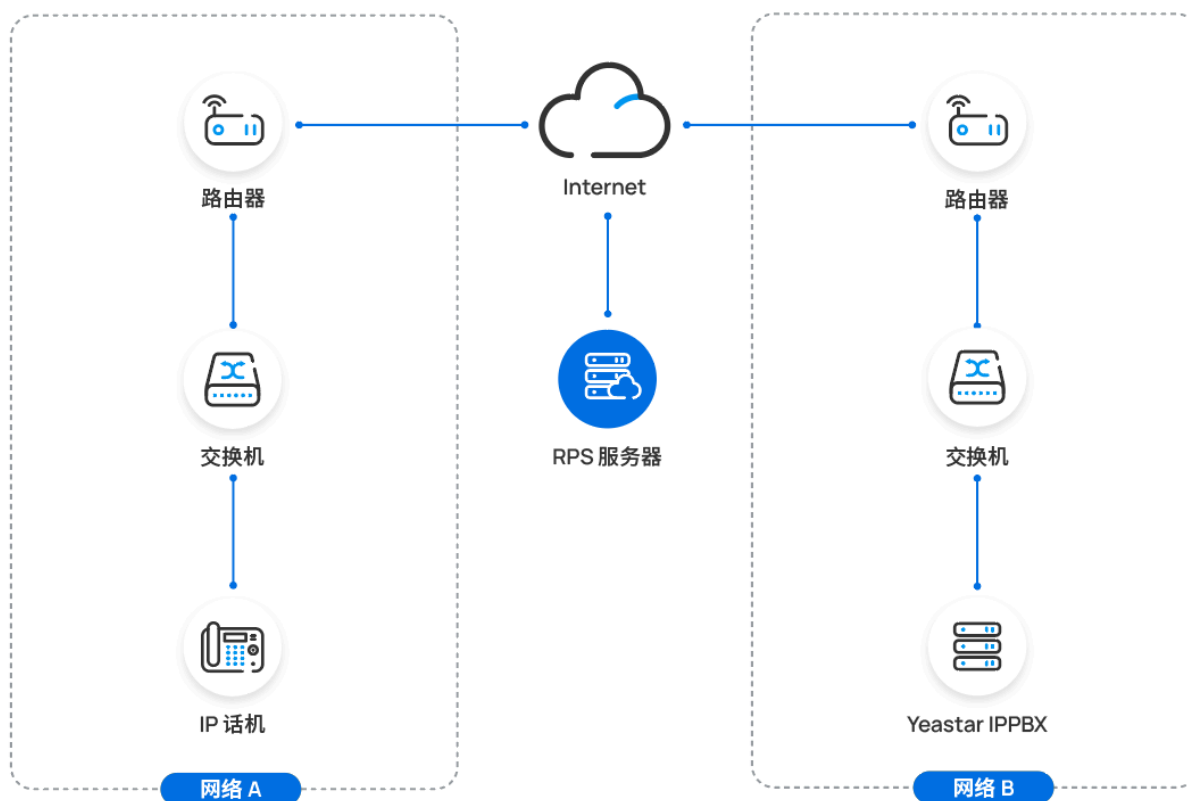 路由器
Internet
路由器
交换机
RPS 服务器
交换机
IP 话机
Yeastar IPPBX
网络 A
网络 B